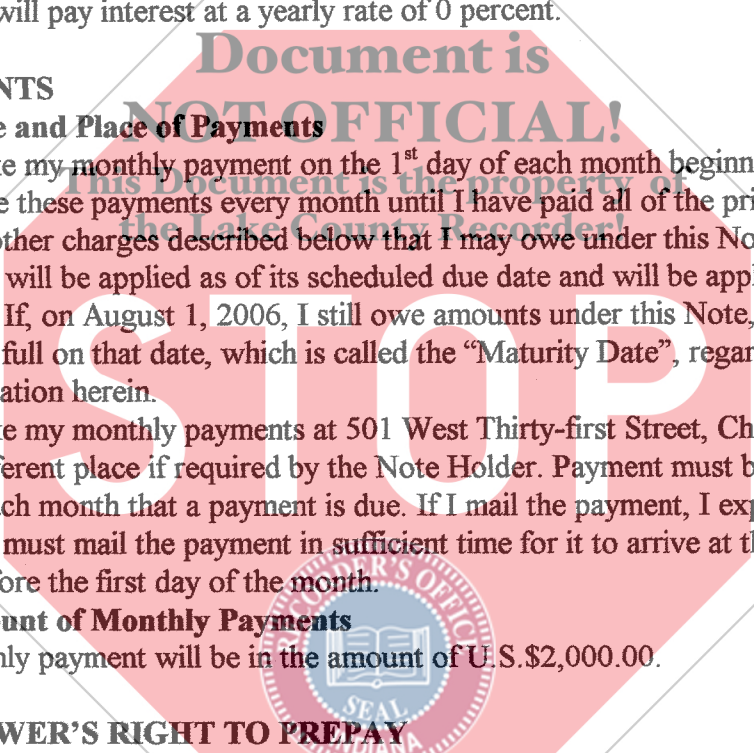 will pay interest at a yearly rate of 0 percent.
Document is
NTS
NOT OFFICIAL!
e and Place of Payments
ke my monthly payment on the 1st day of each month beginn
This Document is the property of
e these payments every month until I have paid all of the pri
the Lake County Recorder!
other charges described below that I may owe under this No
will be applied as of its scheduled due date and will be app
If, on August 1, 2006, I still owe amounts under this Note,
full on that date, which is called the “Maturity Date”, regar
ation herein.
STOP
ke my monthly payments at 501 West Thirty-first Street, Ch
ferent place if required by the Note Holder. Payment must b
ch month that a payment is due. If I mail the payment, I exp
must mail the payment in sufficient time for it to arrive at th
fore the first day of the month.
RECORDER'S OFFICE
unt of Monthly Payments
hly payment will be in the amount of U.S.$2,000.00.
SEAL
INDIANA
WER'S RIGHT TO PREPAY